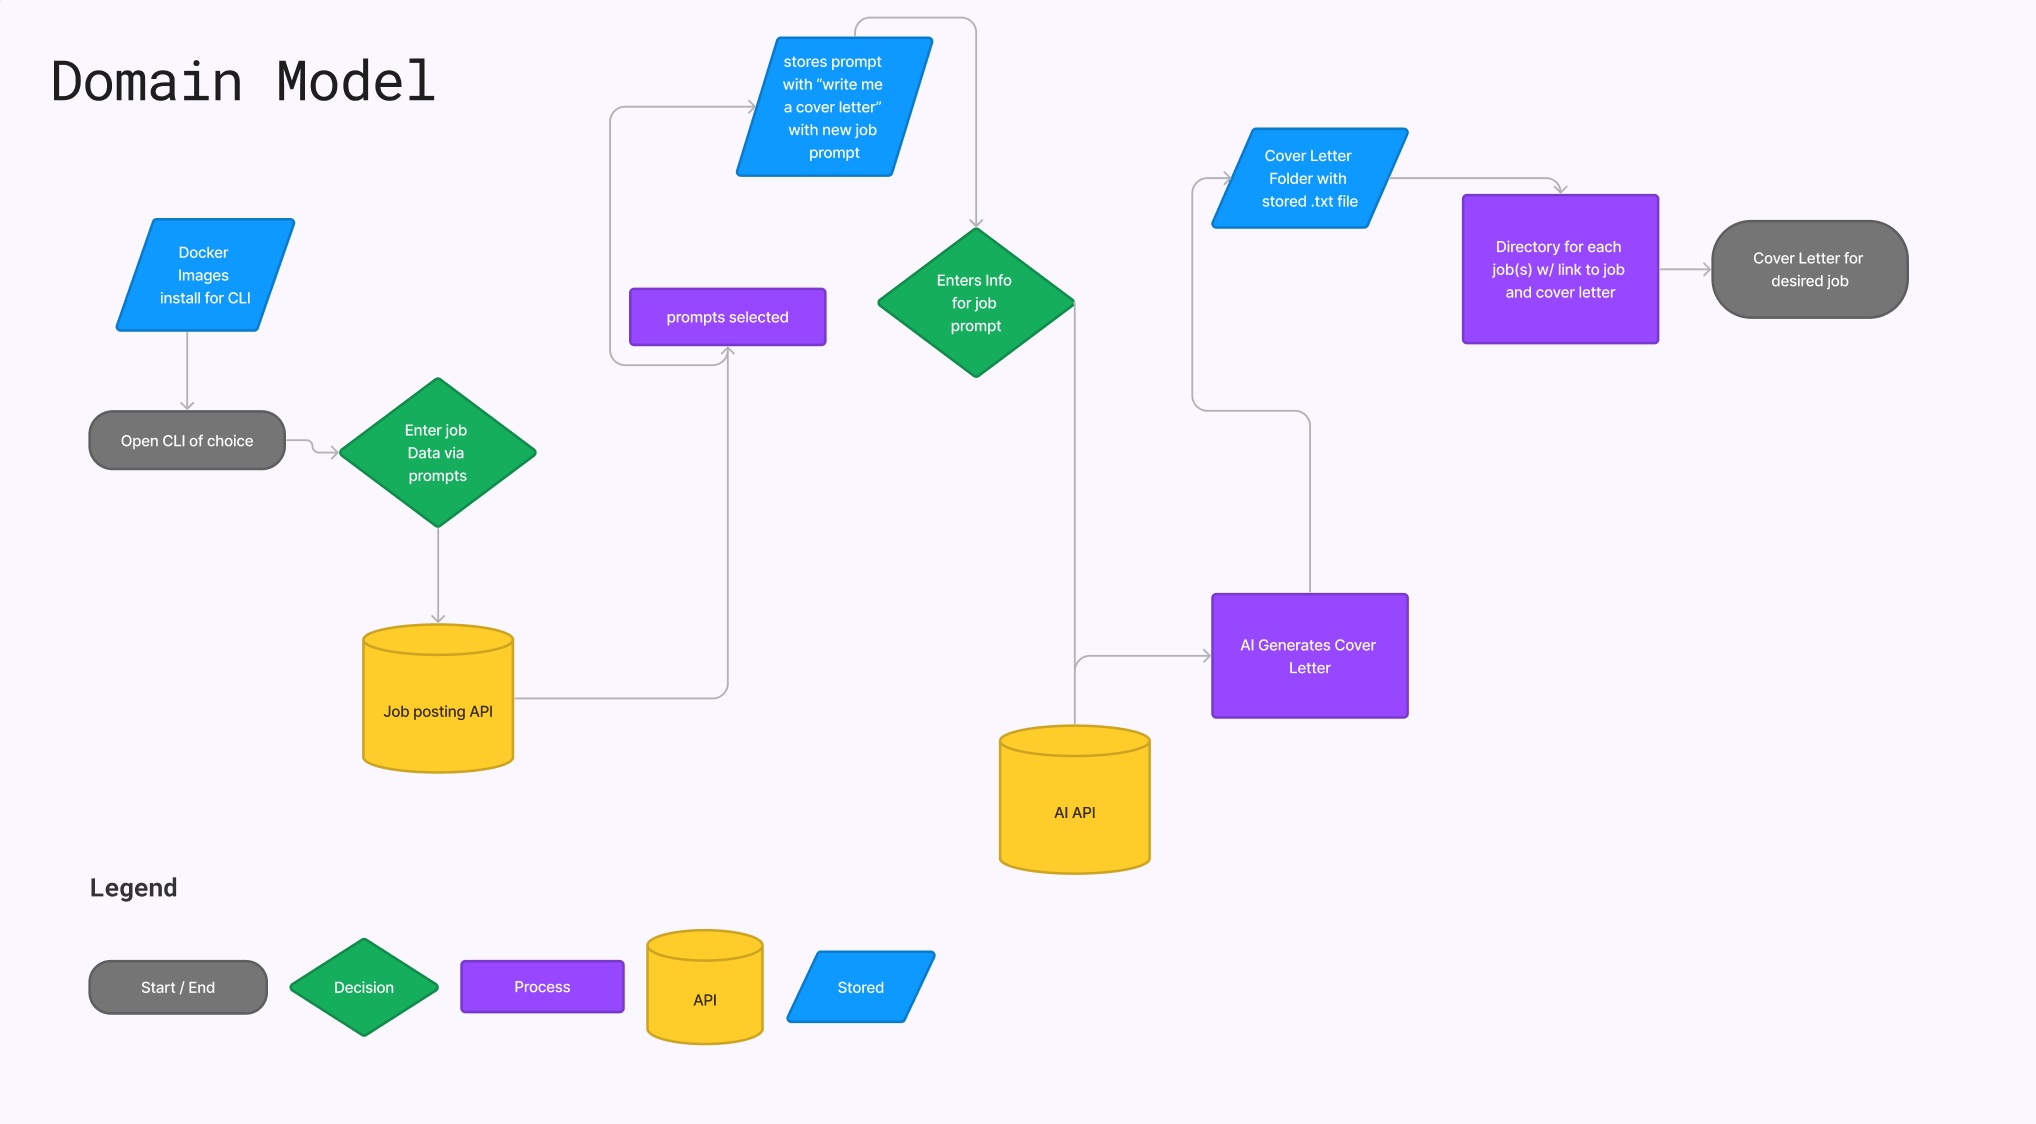 Domain Model
Docker
Images
install for CLI
Open CLI of choice
Enter job
Data via
prompts
Job posting API
prompts selected
stores prompt
with “write me
a cover letter”
with new job
prompt
Enters Info
for job
prompt
AI API
AI Generates Cover
Letter
Cover Letter
Folder with
stored .txt file
Directory for each
job(s) w/ link to job
and cover letter
Cover Letter for
desired job
Legend
Start / End
Decision
Process
API
Stored